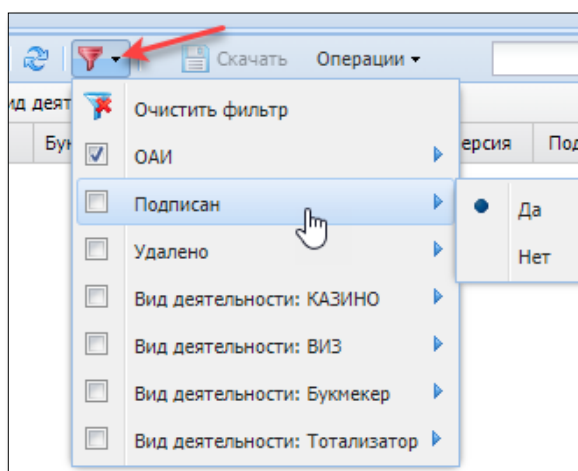 Скачать Операции
ид деят
Очистить фильтр
Бу ерсия Под
ОАИ
Подписан Да
Удалено Нет
Вид деятельности: КАЗИНО
Вид деятельности: ВИЗ
Вид деятельности: Букмекер
Вид деятельности: Тотализатор